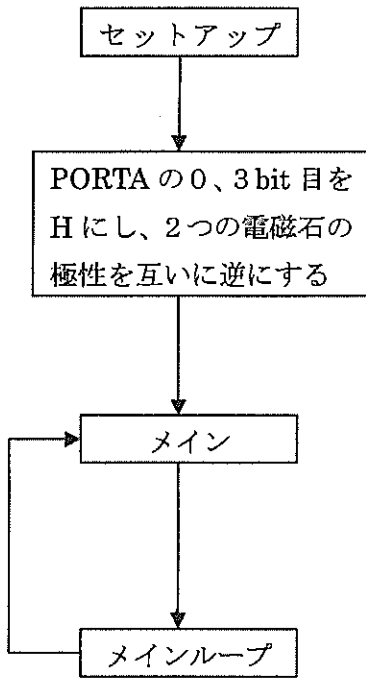 セットアップ
PORTA の０、３bit 目を
H にし、２つの電磁石の
極性を互いに逆にする
メイン
メインループ